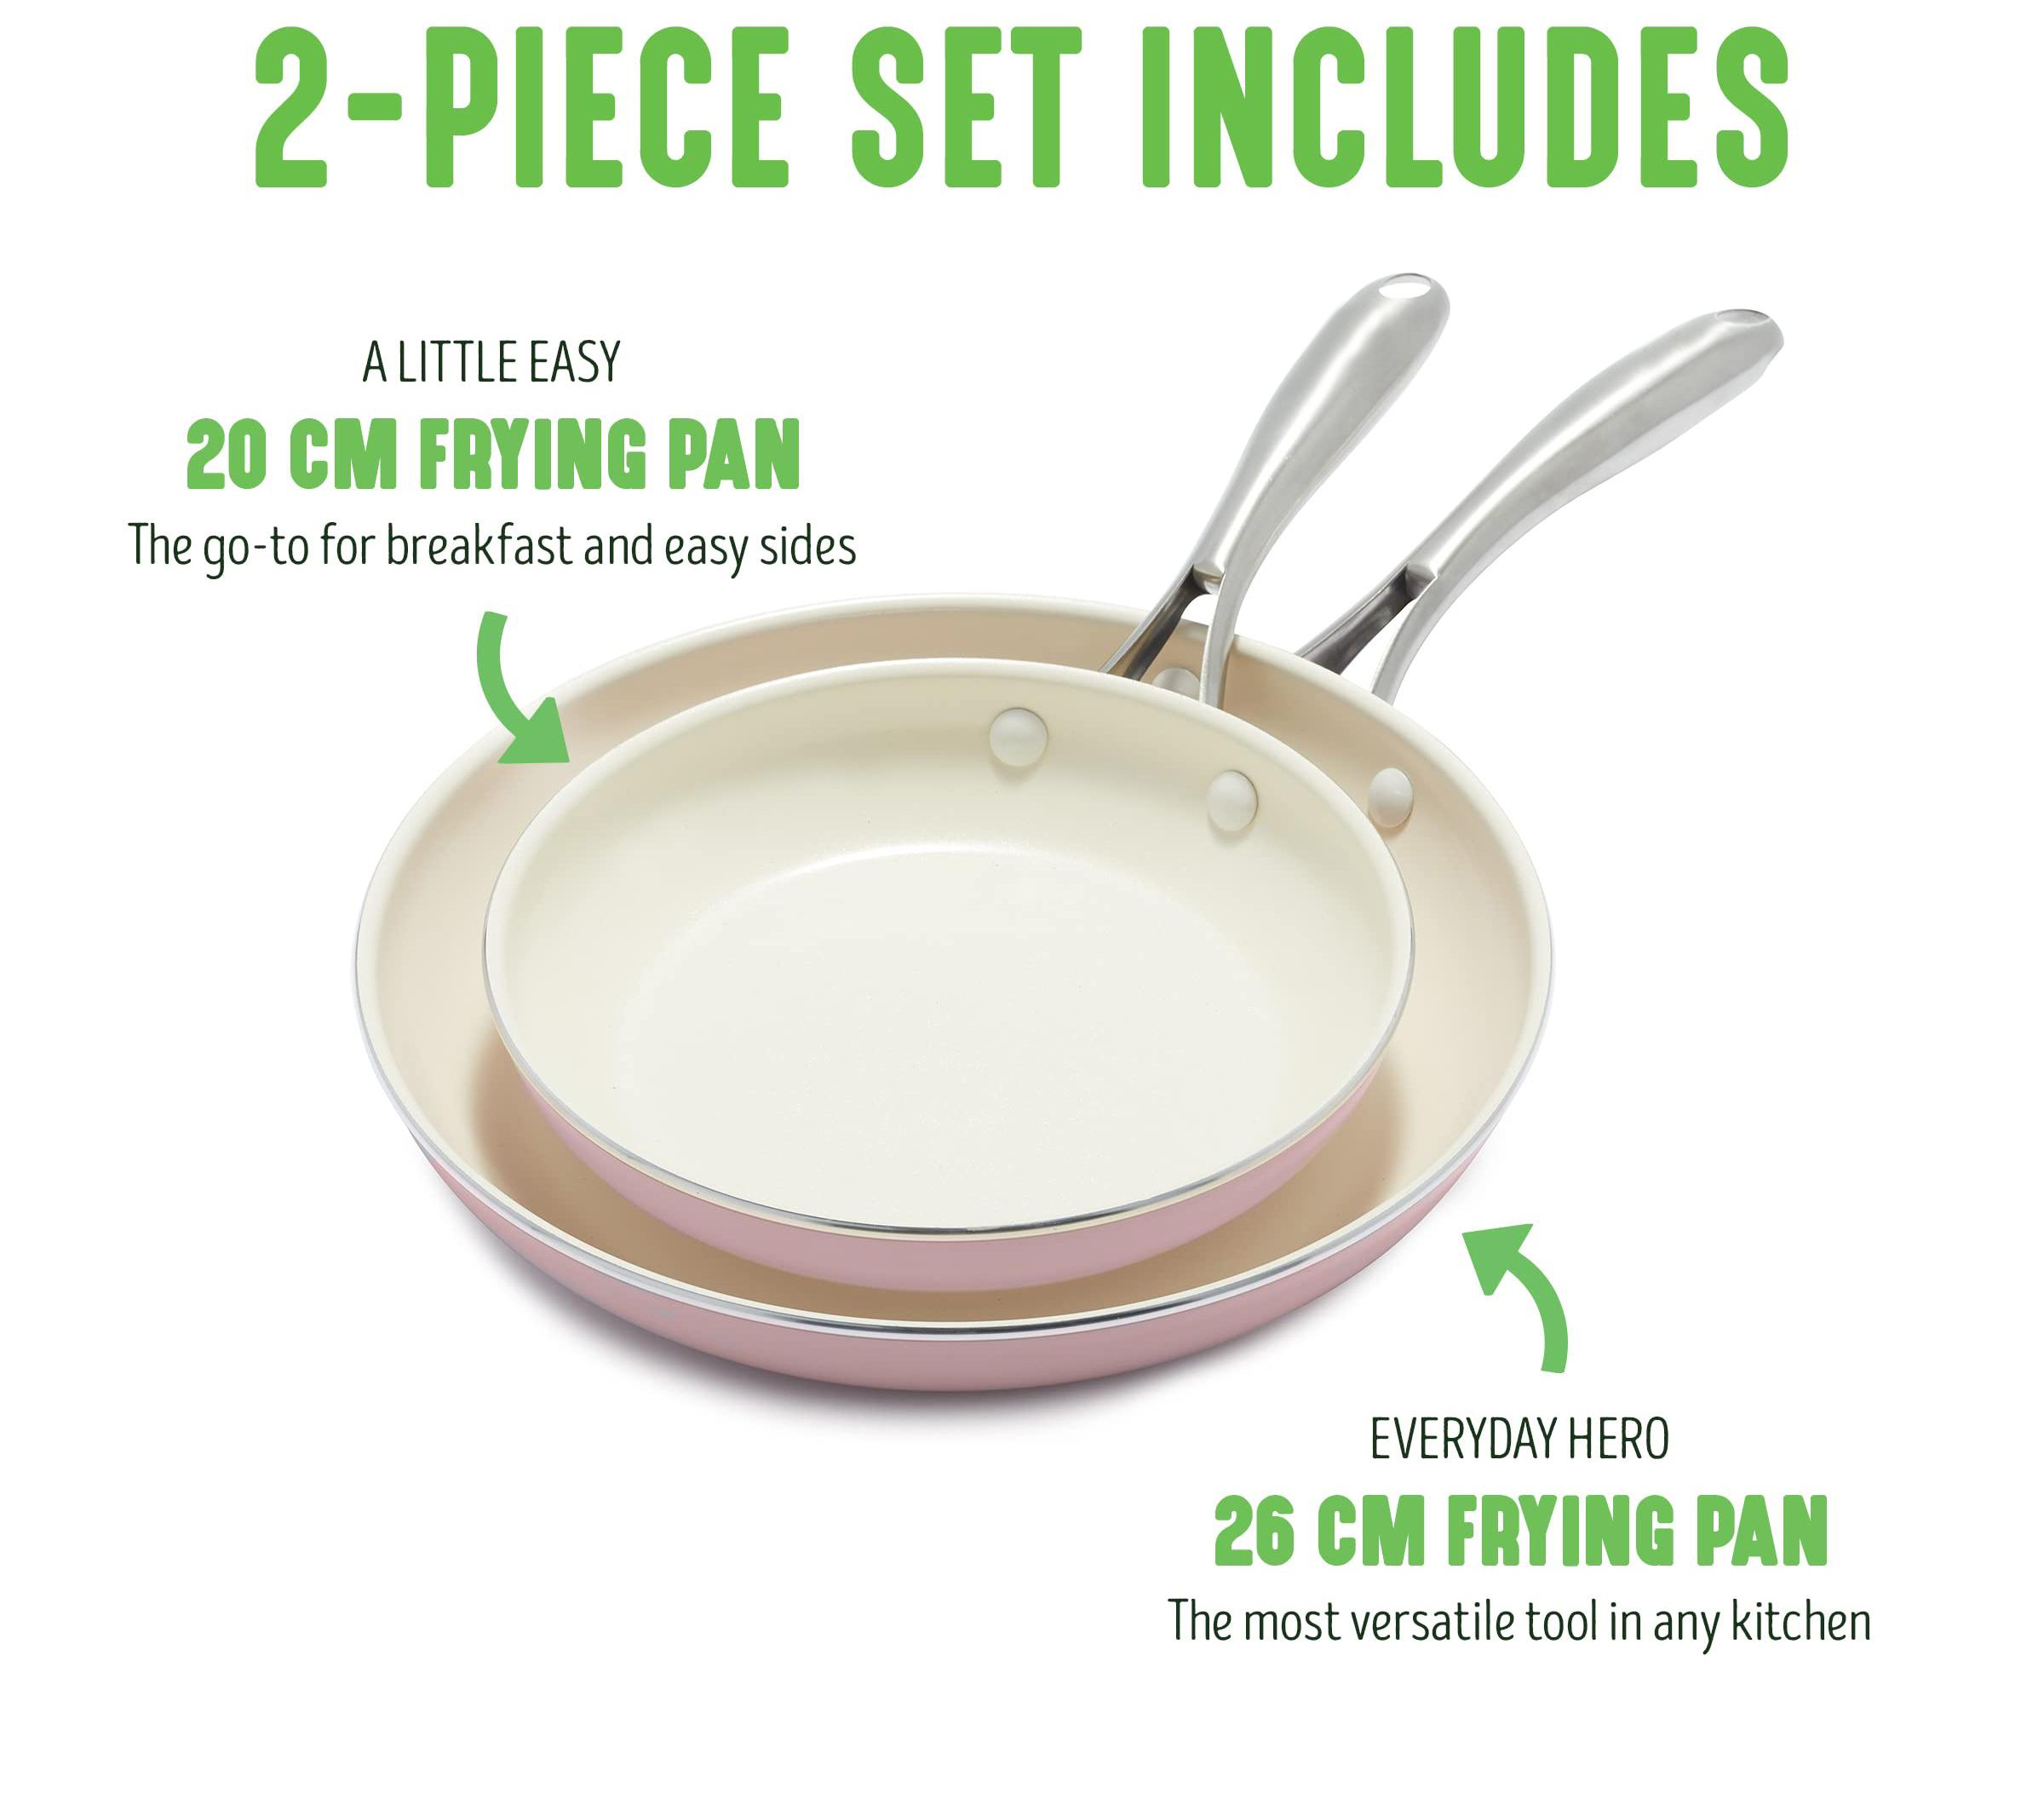 2-PIECE SET INCLUDES
A LITTLE EASY
20 CM FRYING PAN
The go-to for breakfast and easy sides
EVERYDAY HERO
26 CM FRYING PAN
The most versatile tool in any kitchen